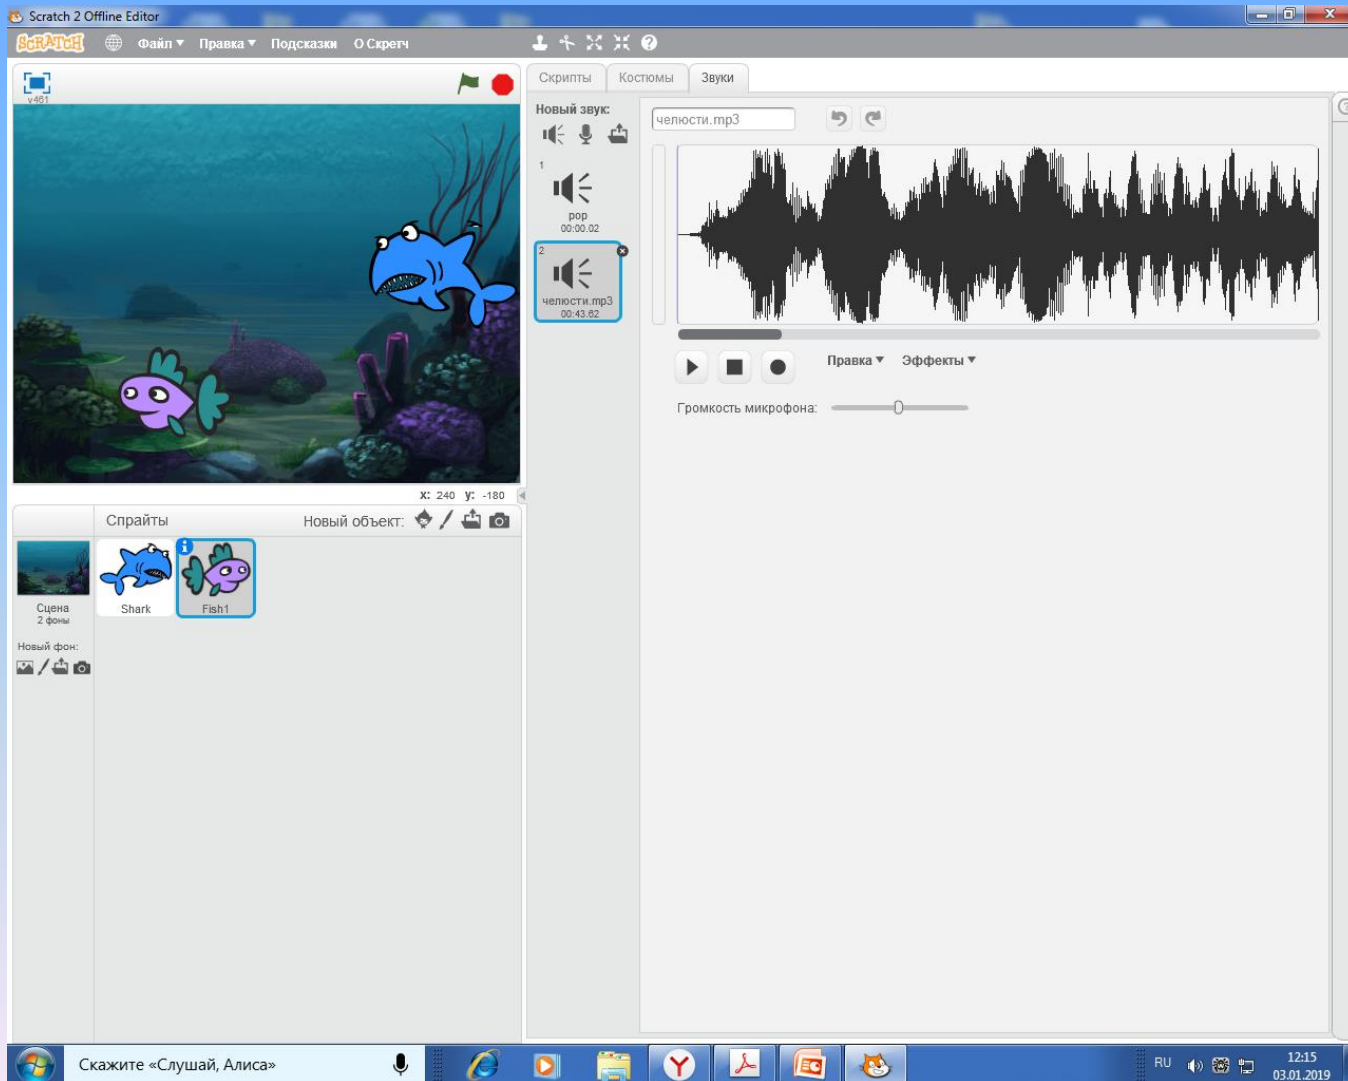 Scratch 2 Offline Editor
SCRATCH Файл Правка Подсказки О Скретч
v461
Скрипты Костюмы Звуки
Новый звук:
челюсти.mp3
1
pop
00:00.02
2
челюсти.mp3
00:43.62
Правка Эффекты
Громкость микрофона:
x: 240 y: -180
Спрайты Новый объект:
Сцена
2 фоны
Shark
Fish1
Новый фон:
Скажите «Слушай, Алиса»
RU
12:15
03.01.2019